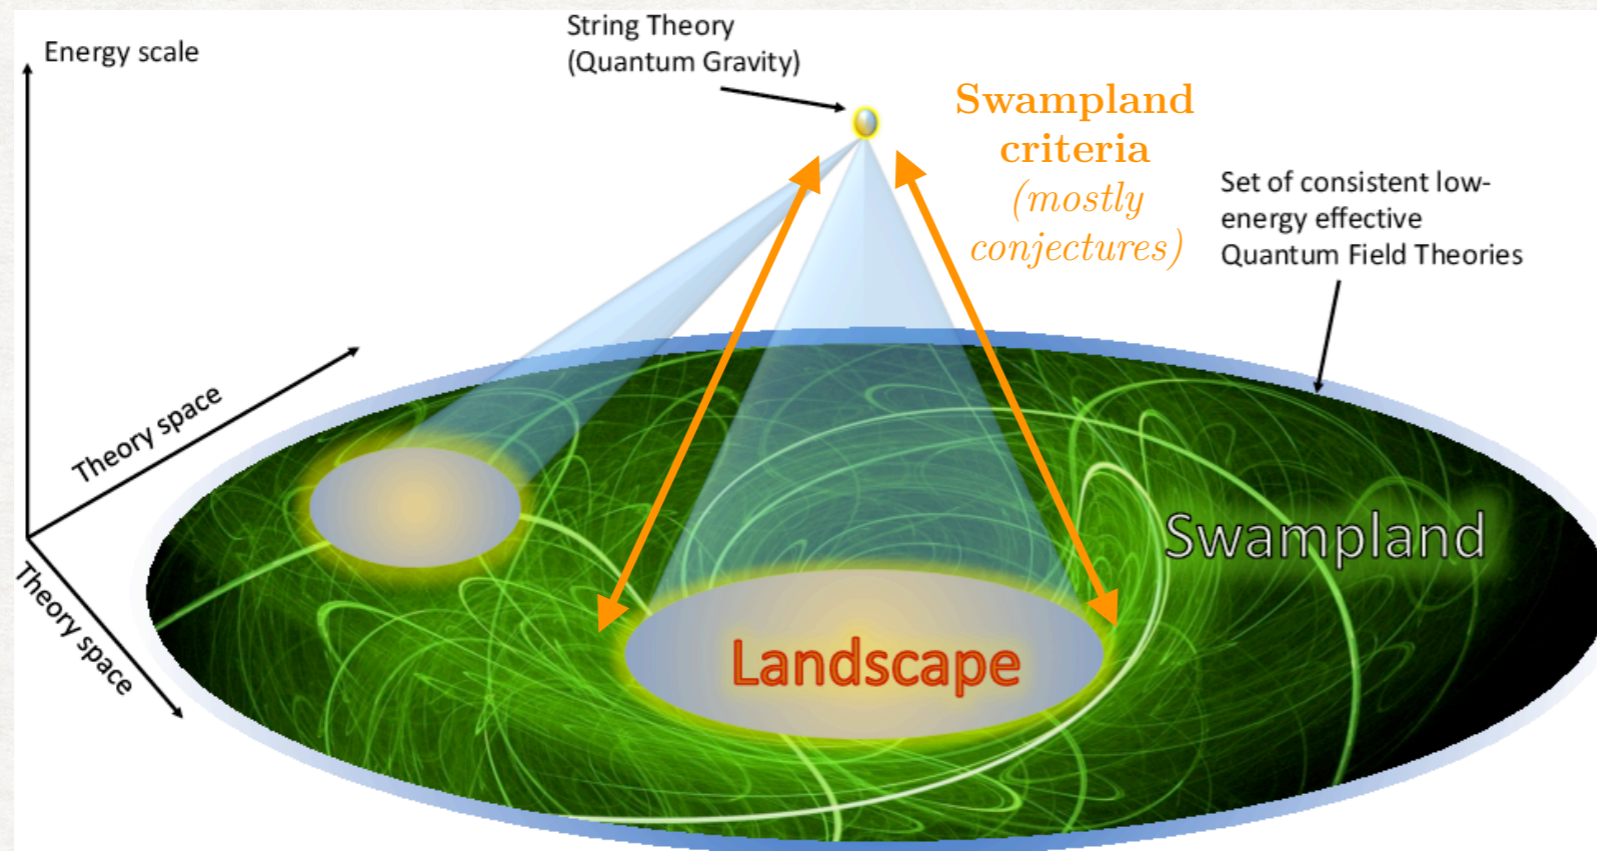 String Theory
(Quantum Gravity)
Energy scale
Swampland
criteria
(mostly
conjectures)
Set of consistent low-
energy effective
Quantum Field Theories
Theory space
Theory space
Swampland
Landscape